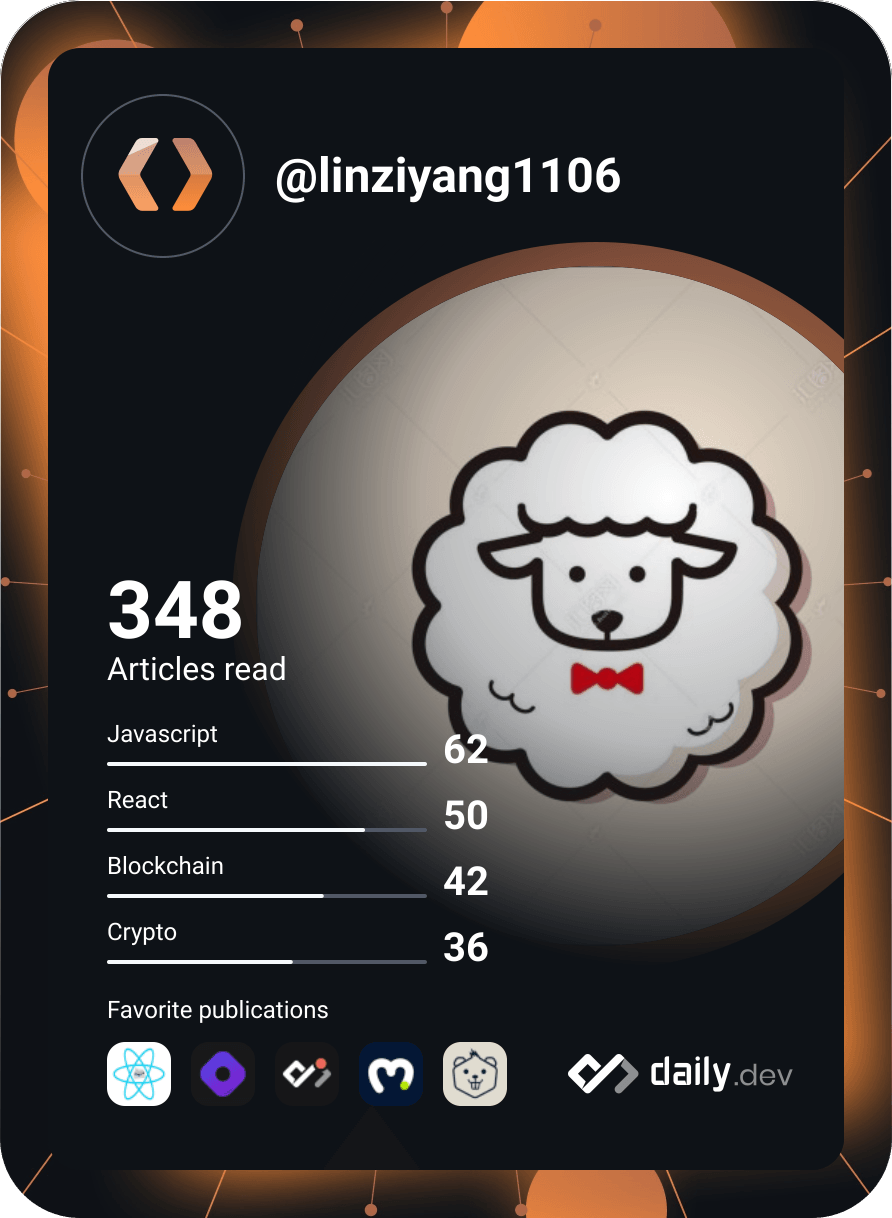 @linziyang1106
348
Articles read
Javascript
62
React
50
Blockchain
42
Crypto
36
Favorite publications
daily.dev